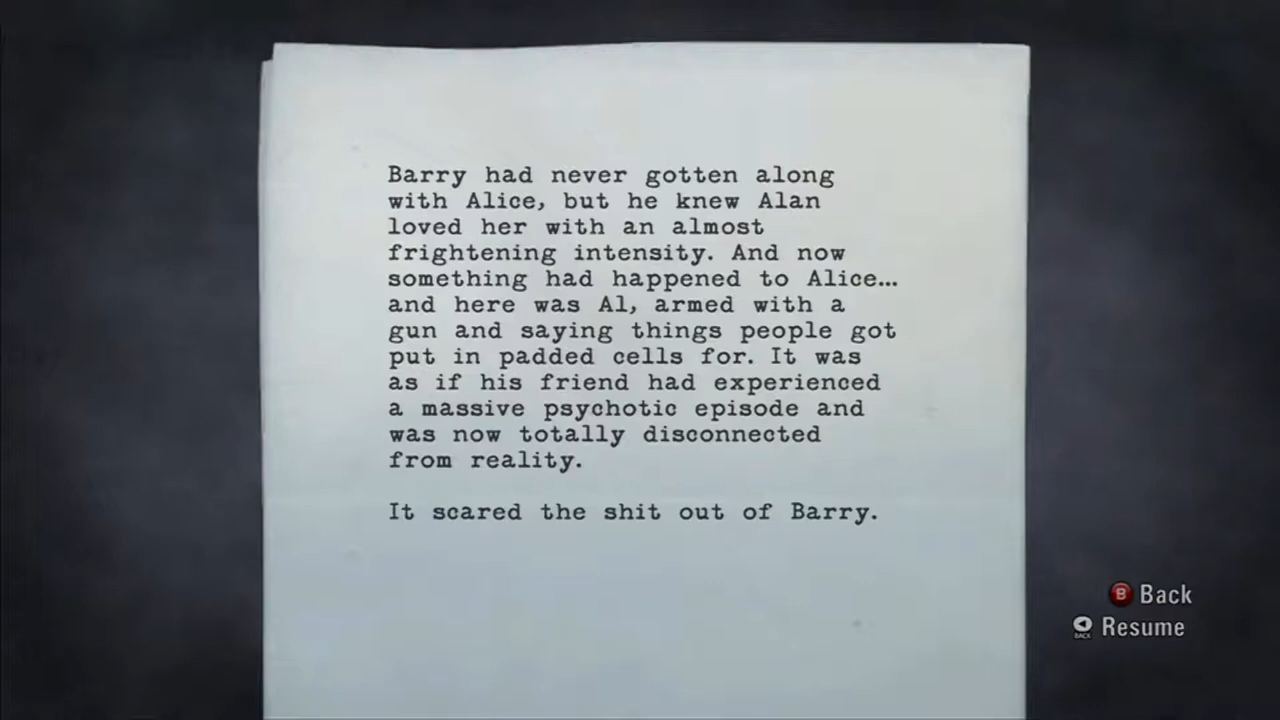 Barry had never gotten along
with Alice, but he knew Alan
loved her with an almost
frightening intensity. And now
something had happened to Alice...
and here was Al, armed with a
gun and saying things people got
put in padded cells for. It was
as if his friend had experienced
a massive psychotic episode and
was now totally disconnected
from reality.
It scared the shit out of Barry.
B Back
BACK Resume